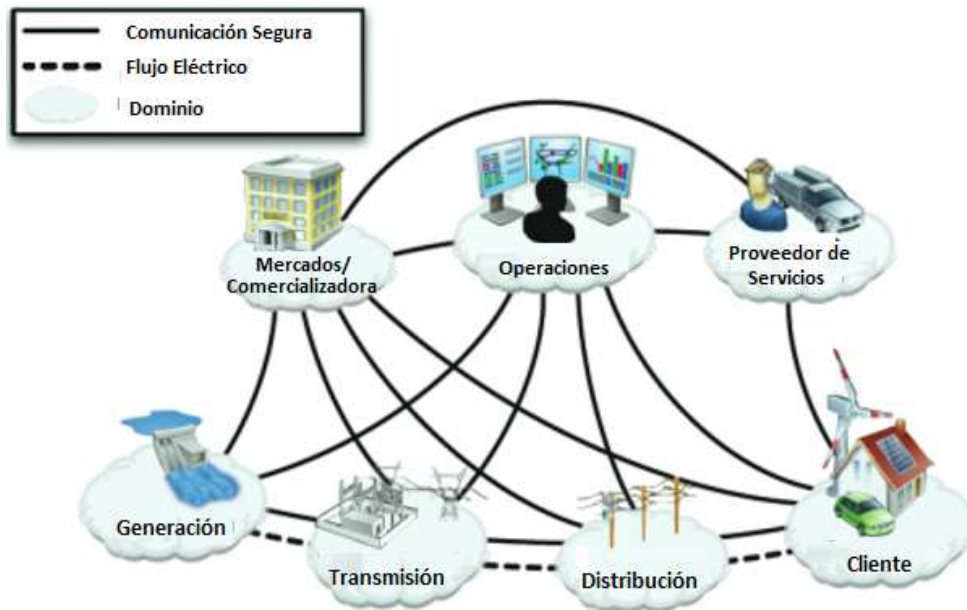 Comunicación Segura
Flujo Eléctrico
Dominio
Mercados/
Comercializadora
Operaciones
Proveedor de
Servicios
Generación
Transmisión
Distribución
Cliente